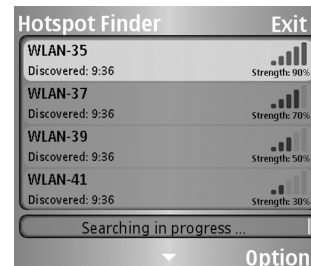 Hotspot Finder Exit
WLAN-35
Discovered: 9:36 Strength: 90%
WLAN-37
Discovered: 9:36 Strength: 70%
WLAN-39
Discovered: 9:36 Strength: 50%
WLAN-41
Discovered: 9:36 Strength: 30%
Searching in progress ...
Option